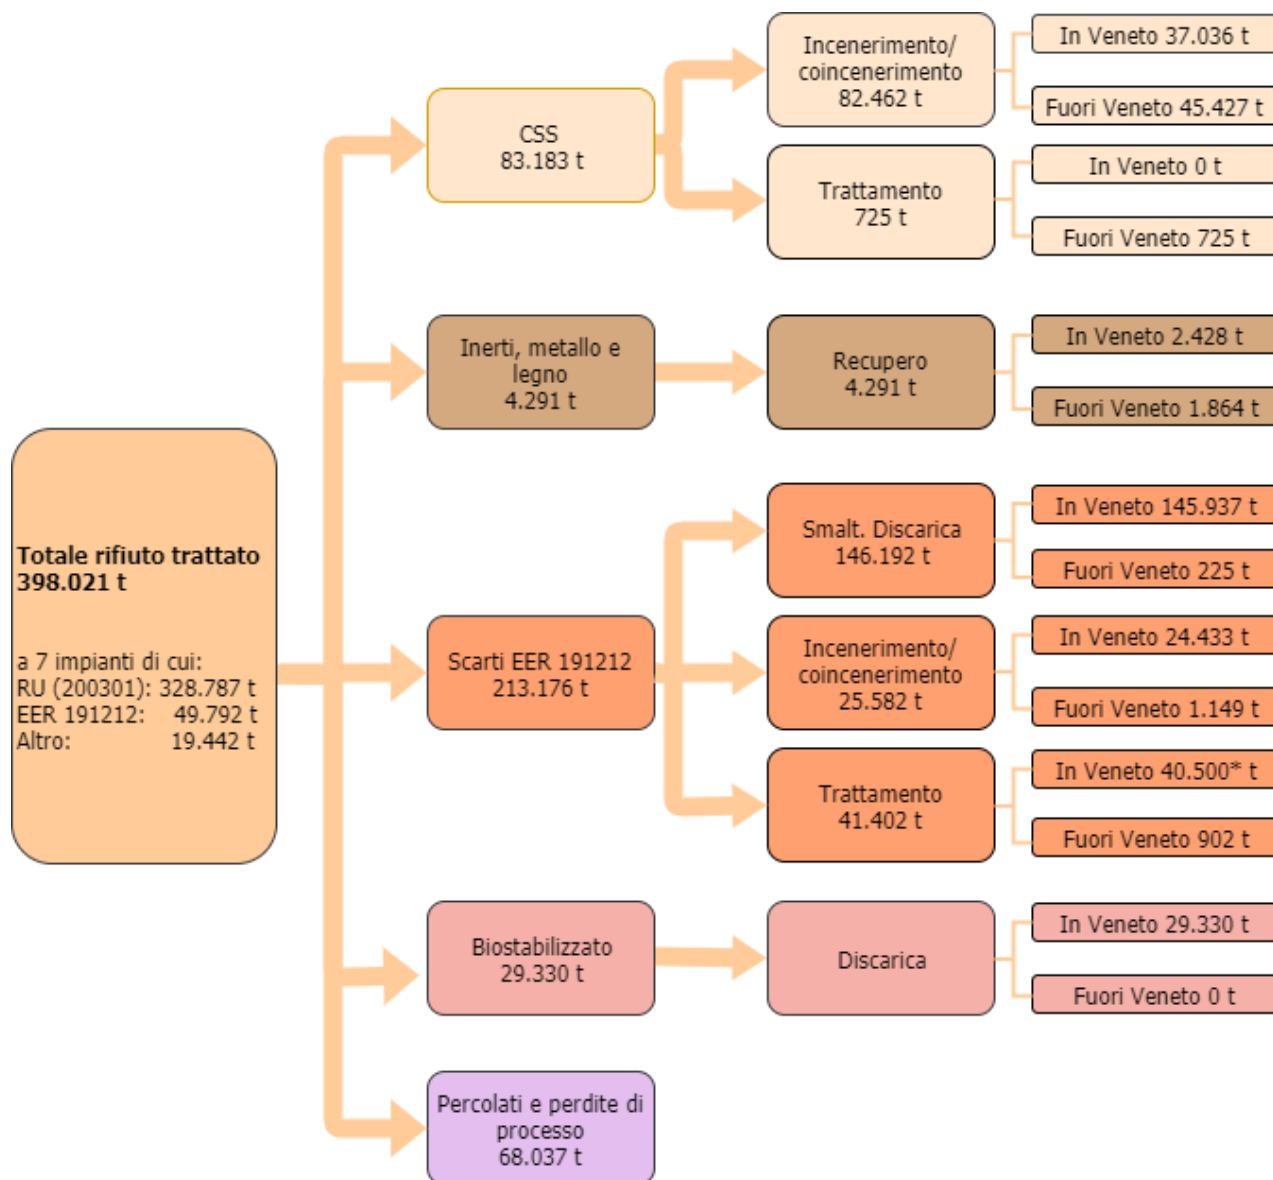 Totale rifiuto trattato
398.021 t
a 7 impianti di cui:
RU (200301): 328.787 t
EER 191212: 49.792 t
Altro: 19.442 t
CSS
83.183 t
Incenerimento/
coincenerimento
82.462 t
In Veneto 37.036 t
Fuori Veneto 45.427 t
Trattamento
725 t
In Veneto 0 t
Fuori Veneto 725 t
Inerti, metallo e
legno
4.291 t
Recupero
4.291 t
In Veneto 2.428 t
Fuori Veneto 1.864 t
Scarti EER 191212
213.176 t
Smalt. Discarica
146.192 t
In Veneto 145.937 t
Fuori Veneto 225 t
Incenerimento/
coincenerimento
25.582 t
In Veneto 24.433 t
Fuori Veneto 1.149 t
Trattamento
41.402 t
In Veneto 40.500* t
Fuori Veneto 902 t
Biostabilizzato
29.330 t
Discarica
In Veneto 29.330 t
Fuori Veneto 0 t
Percolati e perdite di
processo
68.037 t